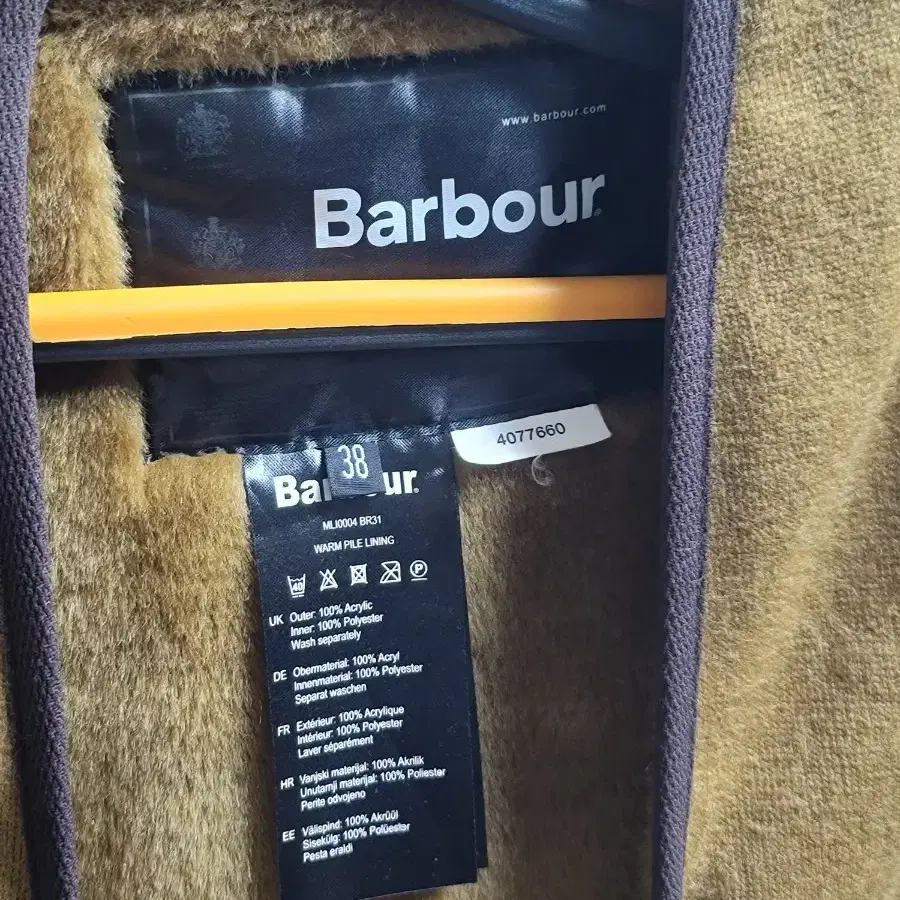 www.barbour.com
Barbour
4077660
38
Ba ur.
MLI0004 BR31
WARM PILE LINING
40 P
UK Outer: 100% Acrylic
Inner: 100% Polyester
Wash separately
DE Obermaterial: 100% Acryl
Innenmaterial: 100% Polyester
Separat waschen
FR Extérieur: 100% Acrylique
Intérieur: 100% Polyester
Laver séparément
HR Vanjski materijal: 100% Akrilik
Unutarnji materijal: 100% Poliester
Perite odvojeno
EE Välispind: 100% Akrüül
Sisekülg: 100% Polüester
Pesta eraldi